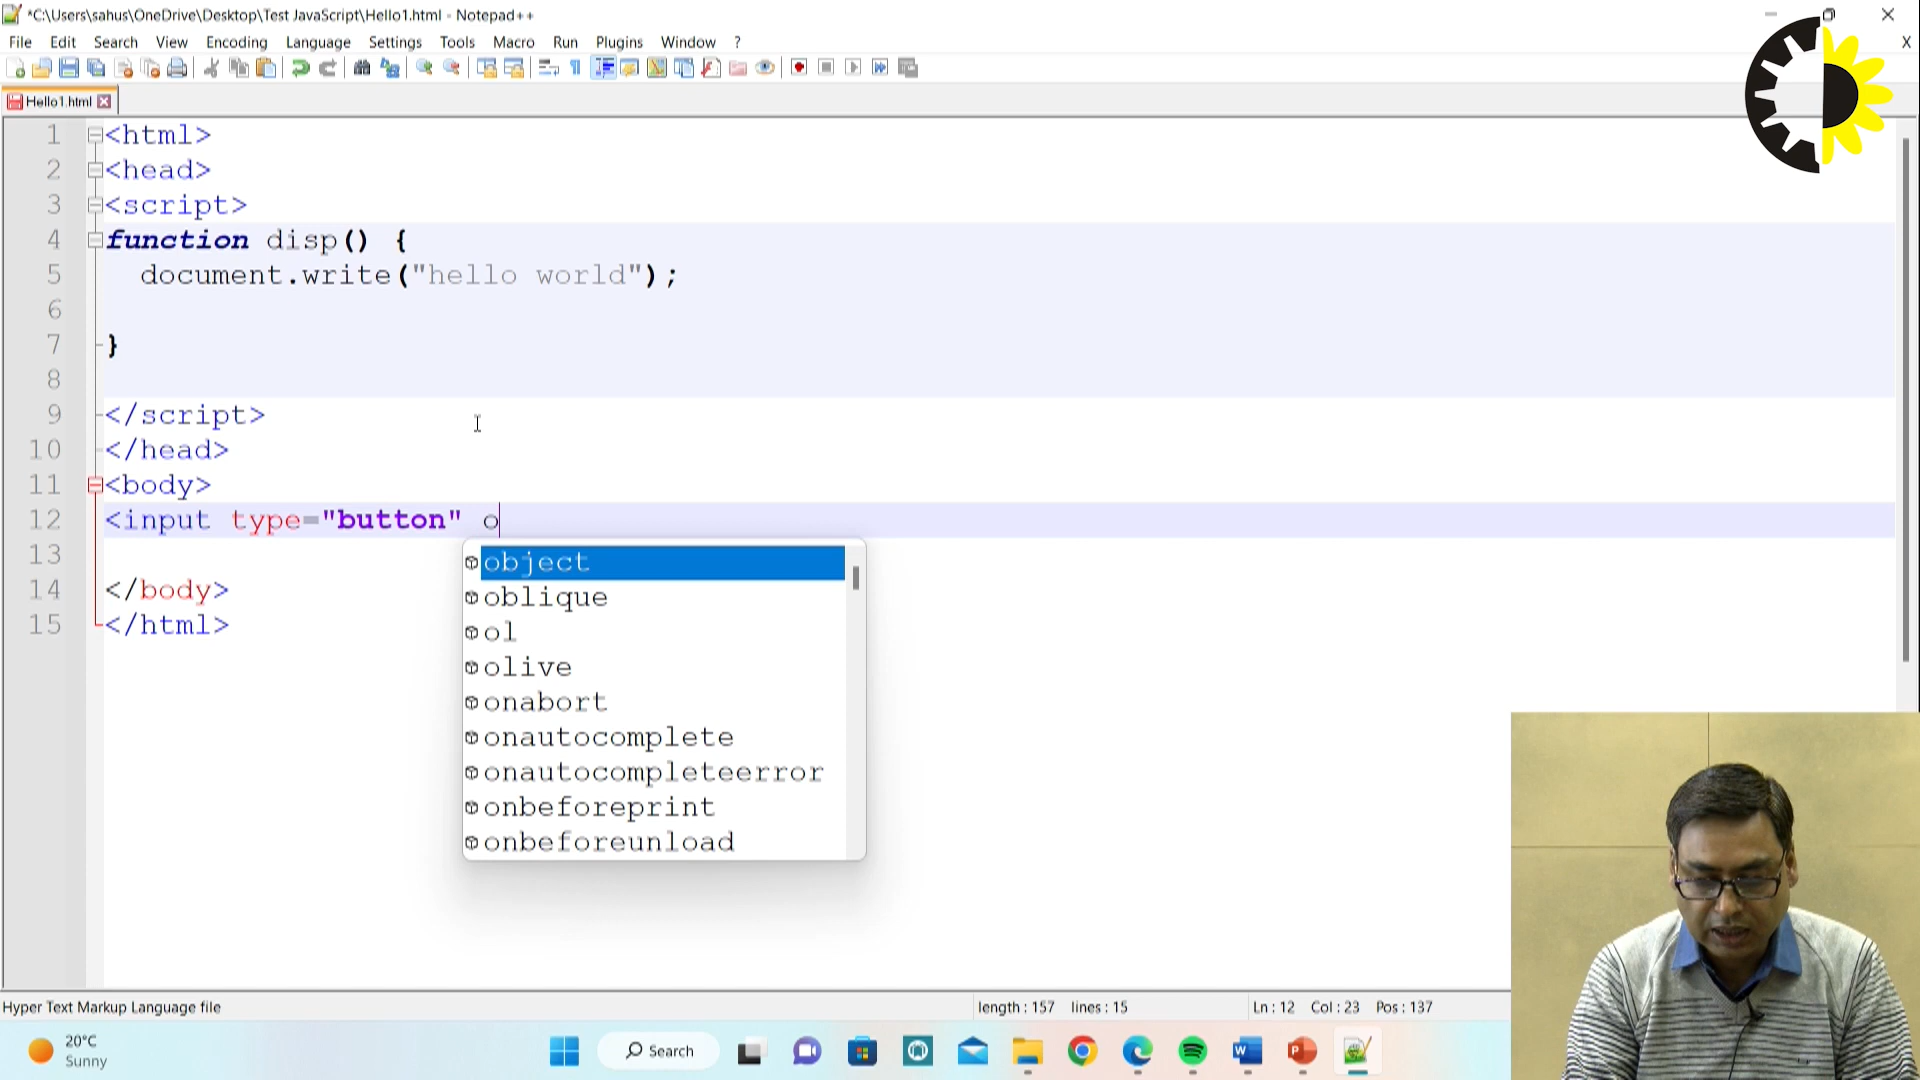 *C:\Users\sahus\OneDrive\Desktop\Test JavaScript\Hello1.html - Notepad++
File Edit Search View Encoding Language Settings Tools Macro Run Plugins Window ? X
Hello1.html
1 <html>
2 <head>
3 <script>
4 function disp() {
5 document.write("hello world");
6
7 }
8
9 </script>
10 </head>
11 <body>
12 <input type="button" o
13
14 </body>
15 </html>
object
oblique
ol
olive
onabort
onautocomplete
onautocompleteerror
onbeforeprint
onbeforeunload
Hyper Text Markup Language file length : 157 lines : 15 Ln : 12 Col : 23 Pos : 137
20°C
Sunny
Search